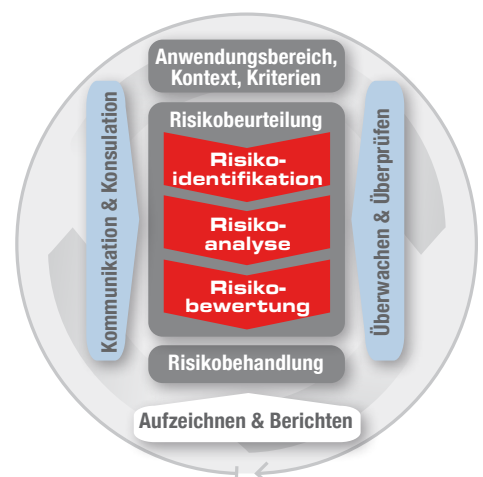 Anwendungsbereich,
Kontext, Kriterien
Kommunikation & Konsulation
Risikobeurteilung
Risiko-
identifikation
Risiko-
analyse
Risiko-
bewertung
Überwachen & Überprüfen
Risikobehandlung
Aufzeichnen & Berichten